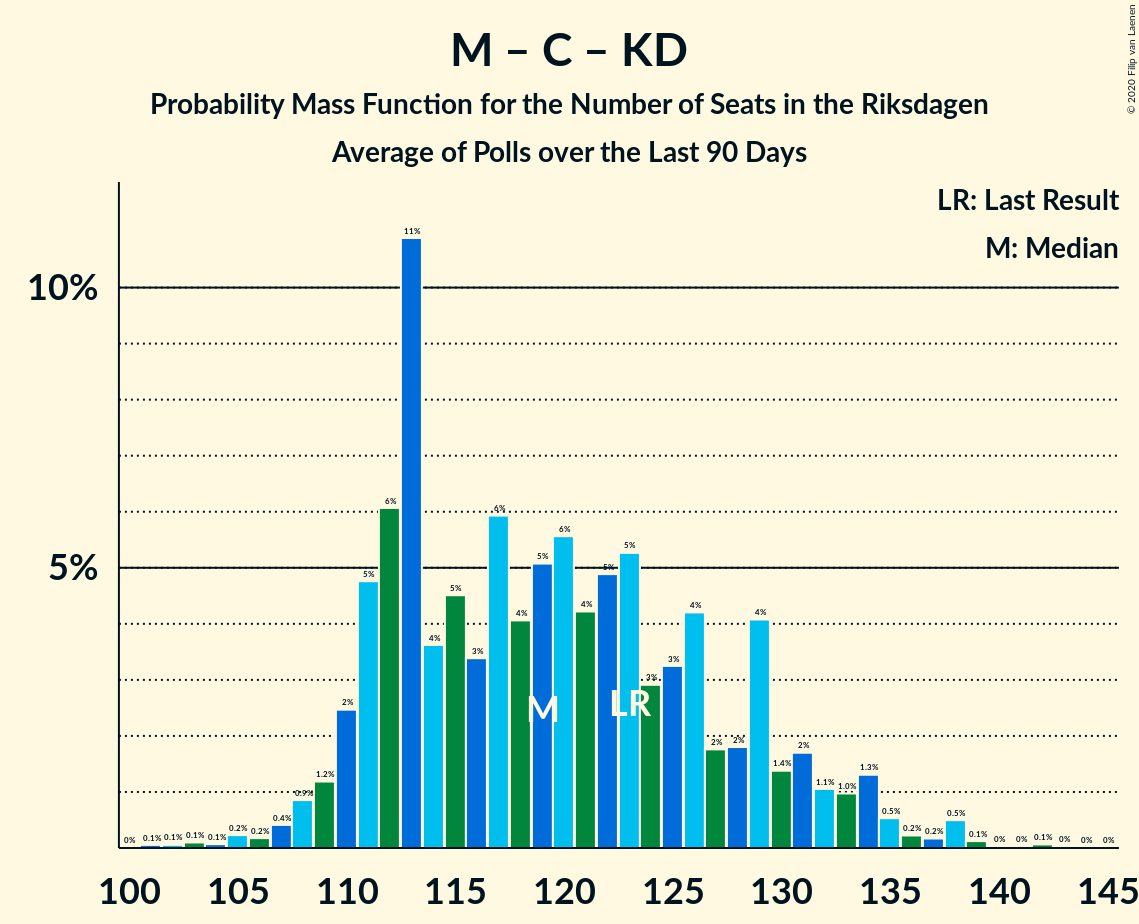 M – C – KD
Probability Mass Function for the Number of Seats in the Riksdagen
Average of Polls over the Last 90 Days
© 2020 Filip van Laenen
LR: Last Result
M: Median
10%
5%
0% 0.1% 0.1% 0.1% 0.1% 0.2% 0.2% 0.4% 0.9% 1.2% 2% 5% 6% 11% 4% 5% 3% 6% 4% 5% 6% 4% 5% 5% 3% 3% 4% 2% 2% 4% 1.4% 2% 1.1% 1.0% 1.3% 0.5% 0.2% 0.2% 0.5% 0.1% 0% 0% 0.1% 0% 0% 0%
M LR
100 105 110 115 120 125 130 135 140 145